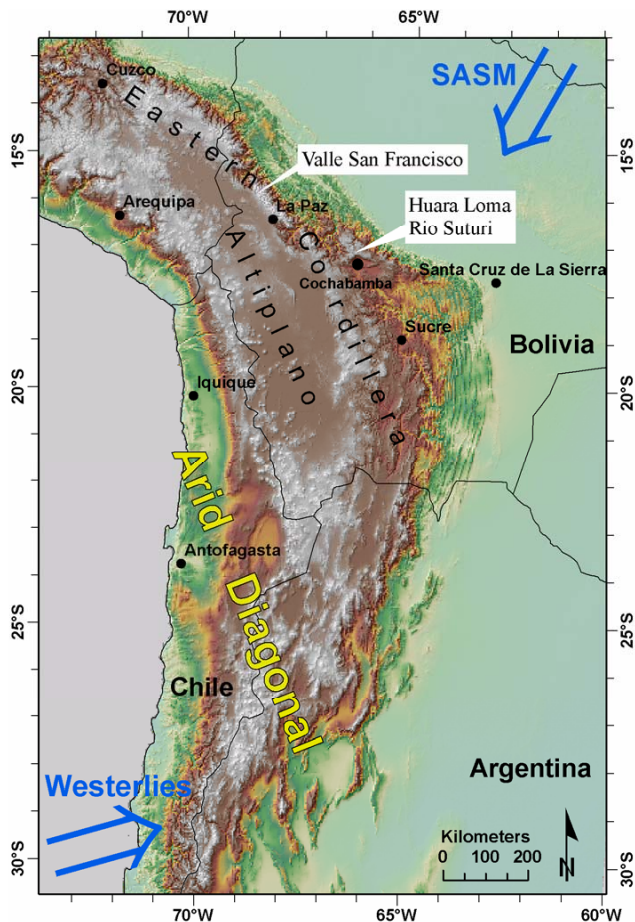 70°W
65°W
SASM
Cuzco
15°S
15°S
Eastern
Valle San Francisco
Arequipa
La Paz
Huara Loma
Rio Suturi
Altiplano
Cordillera
Cochabamba
Santa Cruz de La Sierra
Sucre
Bolivia
20°S
20°S
Iquique
Arid
Diagonal
Antofagasta
25°S
25°S
Chile
Argentina
Westerlies
Kilometers
0 100 200
N
30°S
30°S
70°W
65°W
60°W